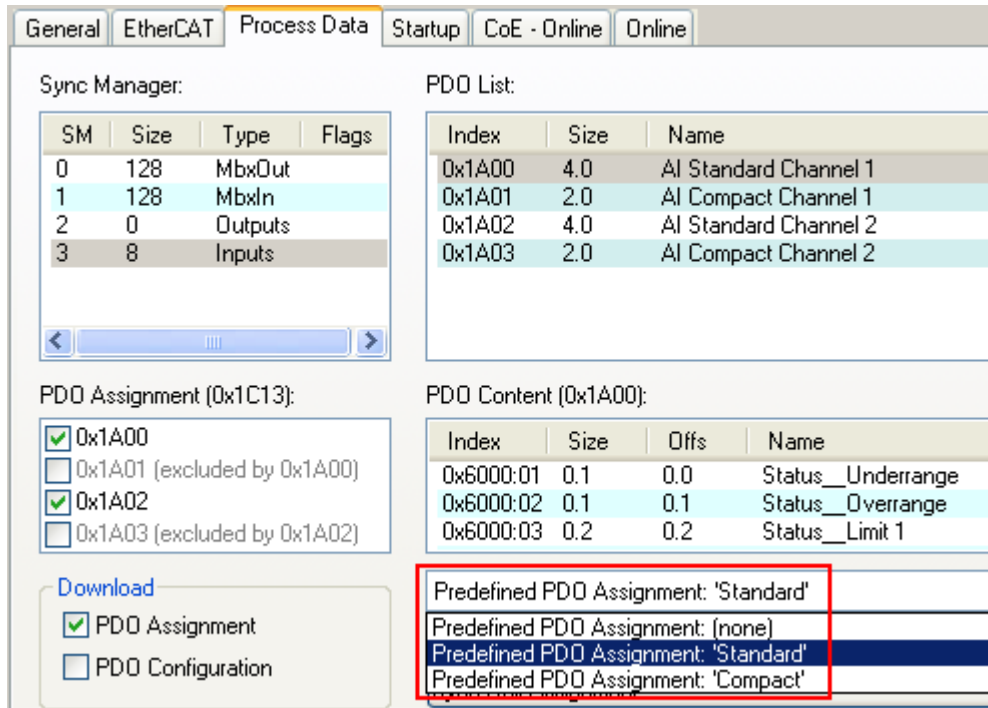 General EtherCAT Process Data Startup CoE - Online Online
Sync Manager:
SM Size Type Flags
0 128 MbxOut
1 128 MbxIn
2 0 Outputs
3 8 Inputs
PDO List:
Index Size Name
0x1A00 4.0 AI Standard Channel 1
0x1A01 2.0 AI Compact Channel 1
0x1A02 4.0 AI Standard Channel 2
0x1A03 2.0 AI Compact Channel 2
PDO Assignment (0x1C13):
0x1A00
0x1A01 (excluded by 0x1A00)
0x1A02
0x1A03 (excluded by 0x1A02)
PDO Content (0x1A00):
Index Size Offs Name
0x6000:01 0.1 0.0 Status__Underrange
0x6000:02 0.1 0.1 Status__Overrange
0x6000:03 0.2 0.2 Status__Limit 1
Download
PDO Assignment
PDO Configuration
Predefined PDO Assignment: 'Standard'
Predefined PDO Assignment: (none)
Predefined PDO Assignment: 'Standard'
Predefined PDO Assignment: 'Compact'